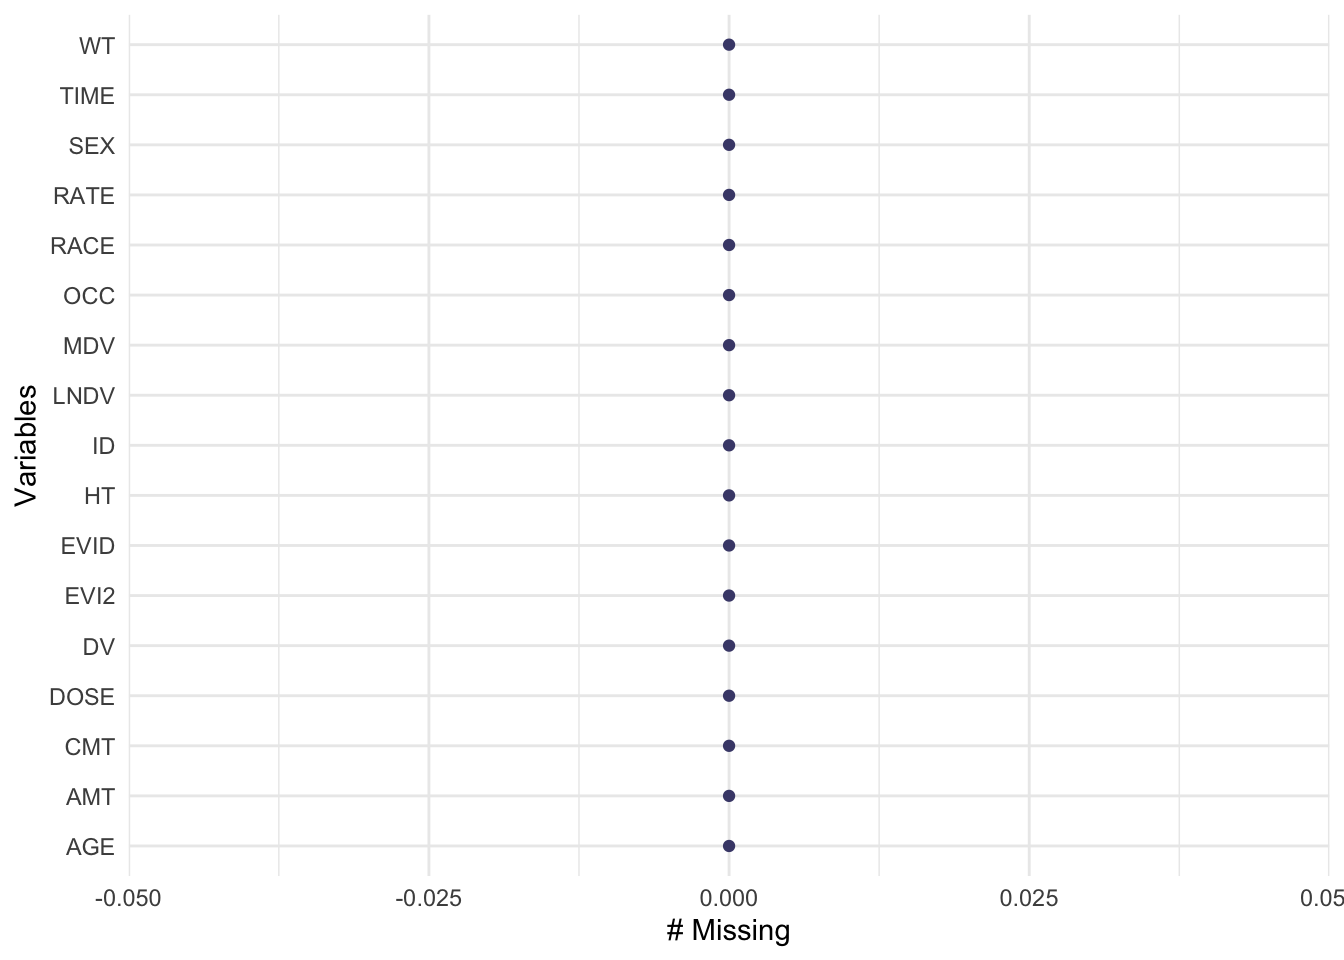 WT
TIME
SEX
RATE
RACE
OCC
MDV
LNDV
ID
HT
EVID
EVI2
DV
DOSE
CMT
AMT
AGE
Variables
-0.050 -0.025 0.000 0.025 0.05
# Missing